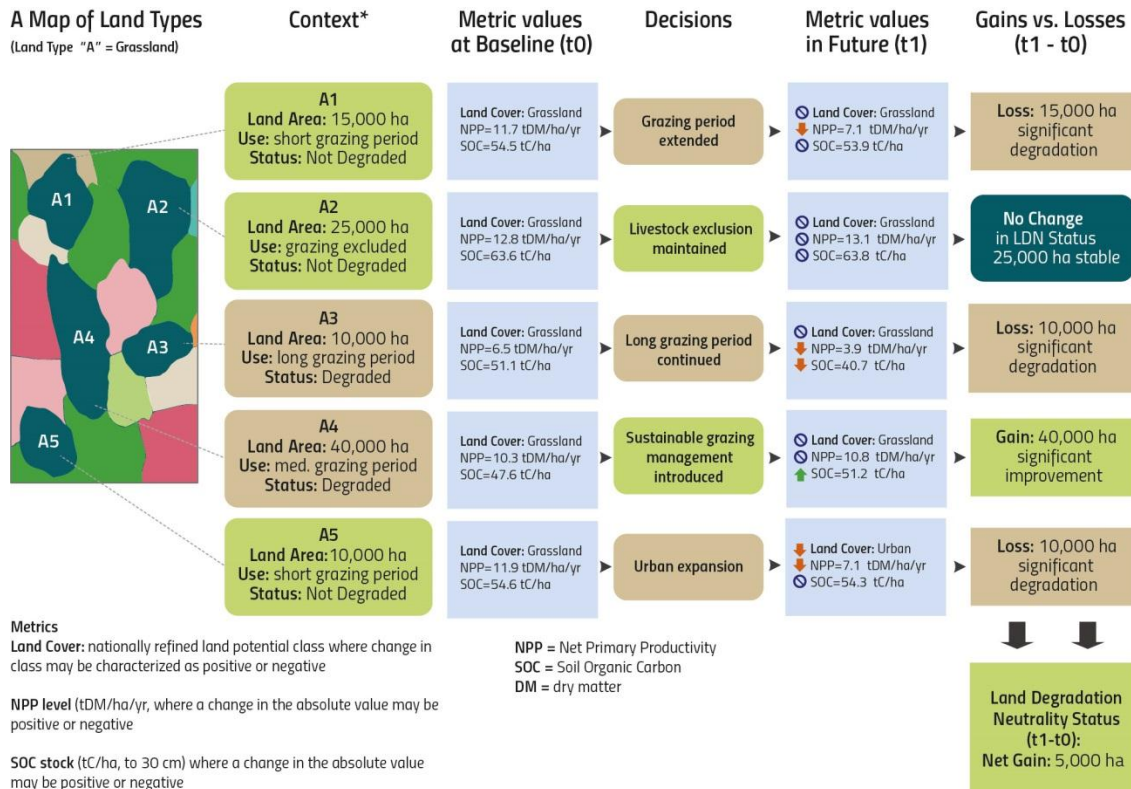 A Map of Land Types
(Land Type "A" = Grassland)
Context*
Metric values
at Baseline (t0)
Decisions
Metric values
in Future (t1)
Gains vs. Losses
(t1 - t0)
A1
A2
A4
A3
A5
A1
Land Area: 15,000 ha
Use: short grazing period
Status: Not Degraded
Land Cover: Grassland
NPP=11.7 tDM/ha/yr
SOC=54.5 tC/ha
Grazing period
extended
Land Cover: Grassland
NPP=7.1 tDM/ha/yr
SOC=53.9 tC/ha
Loss: 15,000 ha
significant
degradation
A2
Land Area: 25,000 ha
Use: grazing excluded
Status: Not Degraded
Land Cover: Grassland
NPP=12.8 tDM/ha/yr
SOC=63.6 tC/ha
Livestock exclusion
maintained
Land Cover: Grassland
NPP=13.1 tDM/ha/yr
SOC=63.8 tC/ha
No Change
in LDN Status
25,000 ha stable
A3
Land Area: 10,000 ha
Use: long grazing period
Status: Degraded
Land Cover: Grassland
NPP=6.5 tDM/ha/yr
SOC=51.1 tC/ha
Long grazing period
continued
Land Cover: Grassland
NPP=3.9 tDM/ha/yr
SOC=40.7 tC/ha
Loss: 10,000 ha
significant
degradation
A4
Land Area: 40,000 ha
Use: med. grazing period
Status: Degraded
Land Cover: Grassland
NPP=10.3 tDM/ha/yr
SOC=47.6 tC/ha
Sustainable grazing
management
introduced
Land Cover: Grassland
NPP=10.8 tDM/ha/yr
SOC=51.2 tC/ha
Gain: 40,000 ha
significant
improvement
A5
Land Area: 10,000 ha
Use: short grazing period
Status: Not Degraded
Land Cover: Grassland
NPP=11.9 tDM/ha/yr
SOC=54.6 tC/ha
Urban expansion
Land Cover: Urban
NPP=7.1 tDM/ha/yr
SOC=54.3 tC/ha
Loss: 10,000 ha
significant
degradation
Metrics
Land Cover: nationally refined land potential class where change in
class may be characterized as positive or negative
NPP level (tDM/ha/yr, where a change in the absolute value may be
positive or negative
SOC stock (tC/ha, to 30 cm) where a change in the absolute value
may be positive or negative
NPP = Net Primary Productivity
SOC = Soil Organic Carbon
DM = dry matter
Land Degradation
Neutrality Status
(t1-t0):
Net Gain: 5,000 ha